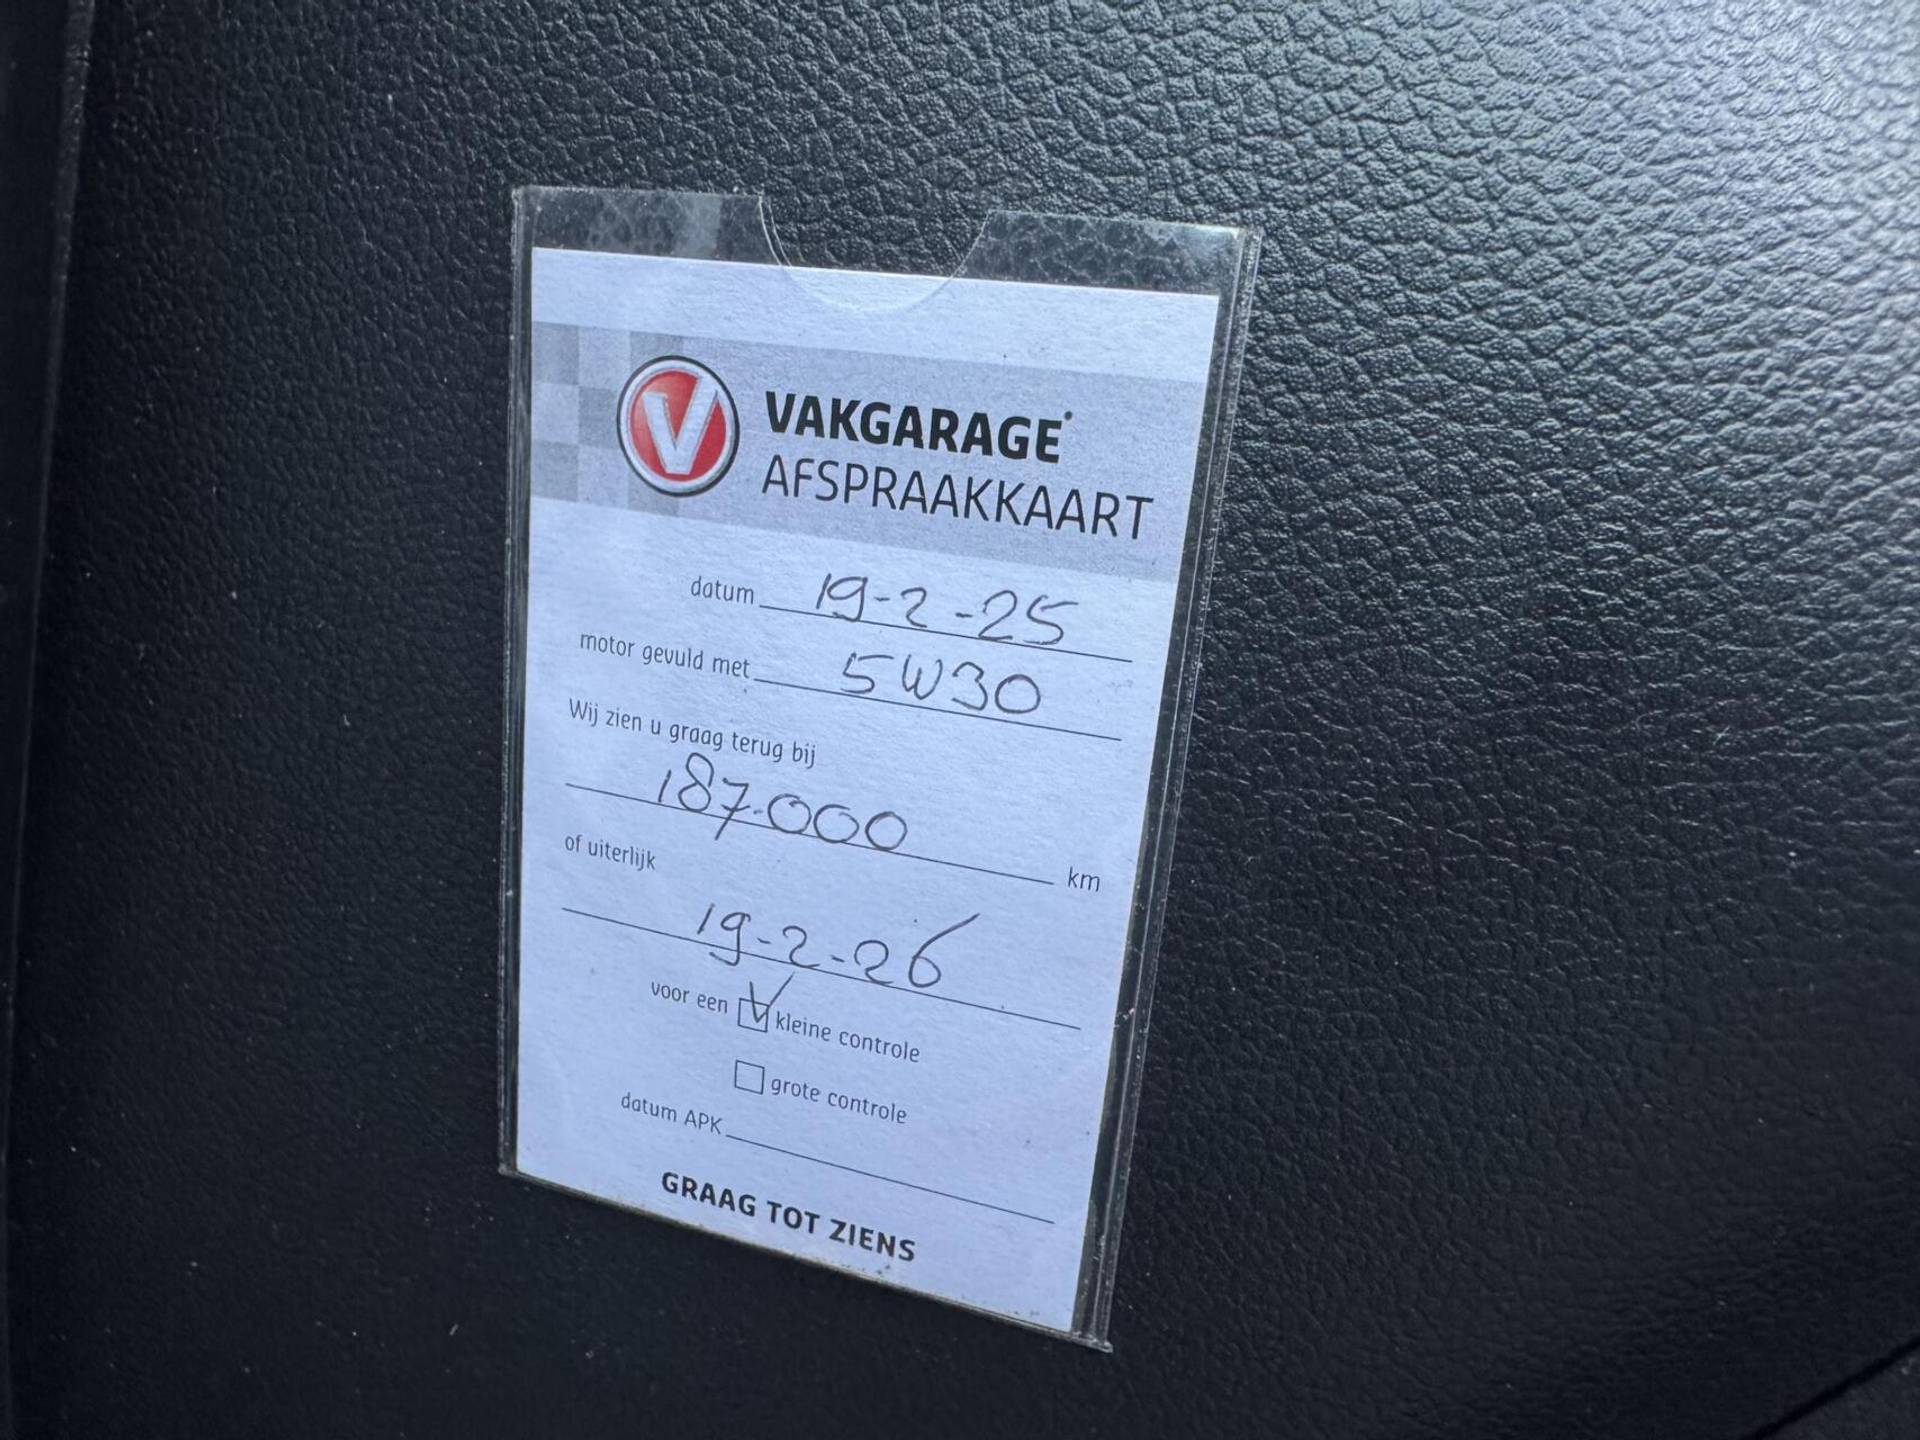 V VAKGARAGE
AFSPRAAKKAART
datum 19-2-25
motor gevuld met 5W30
Wij zien u graag terug bij
187.000 km
of uiterlijk
19-2-26
voor een kleine controle
grote controle
datum APK
GRAAG TOT ZIENS